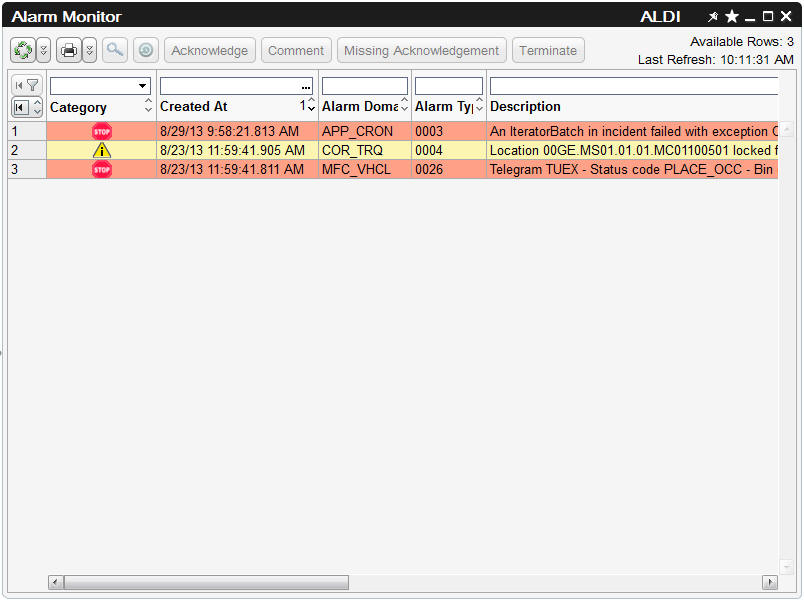 Alarm Monitor ALDI
Available Rows: 3
Acknowledge Comment Missing Acknowledgement Terminate
Last Refresh: 10:11:31 AM
...
Category Created At 1 Alarm Doma Alarm Typ Description
1 STOP 8/29/13 9:58:21.813 AM APP_CRON 0003 An IteratorBatch in incident failed with exception
2 8/23/13 11:59:41.905 AM COR_TRQ 0004 Location 00GE.MS01.01.01.MC01100501 locked f
3 STOP 8/23/13 11:59:41.811 AM MFC_VHCL 0026 Telegram TUEX - Status code PLACE_OCC - Bin